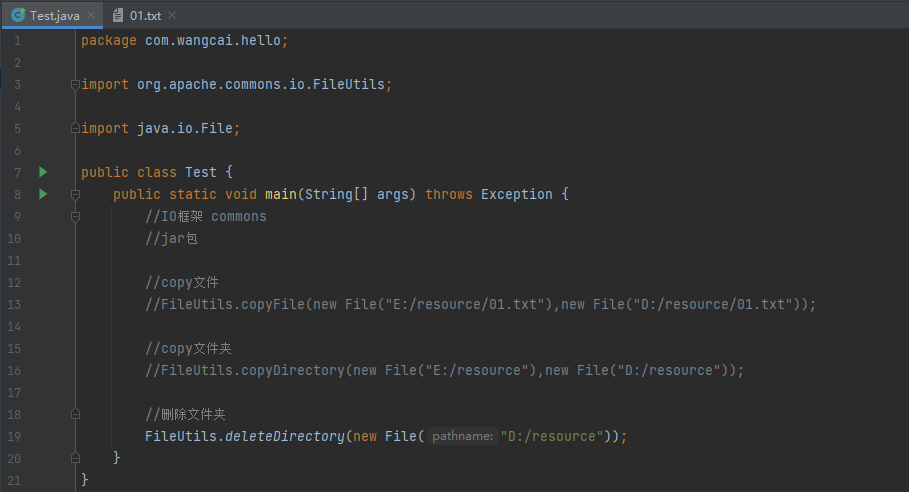 Test.java 01.txt
1 package com.wangcai.hello;
2
3 import org.apache.commons.io.FileUtils;
4
5 import java.io.File;
6
7 public class Test {
8 public static void main(String[] args) throws Exception {
9 //IO框架 commons
10 //jar包
11
12 //copy文件
13 //FileUtils.copyFile(new File("E:/resource/01.txt"),new File("D:/resource/01.txt"));
14
15 //copy文件夹
16 //FileUtils.copyDirectory(new File("E:/resource"),new File("D:/resource"));
17
18 //删除文件夹
19 FileUtils.deleteDirectory(new File( pathname: "D:/resource"));
20 }
21 }